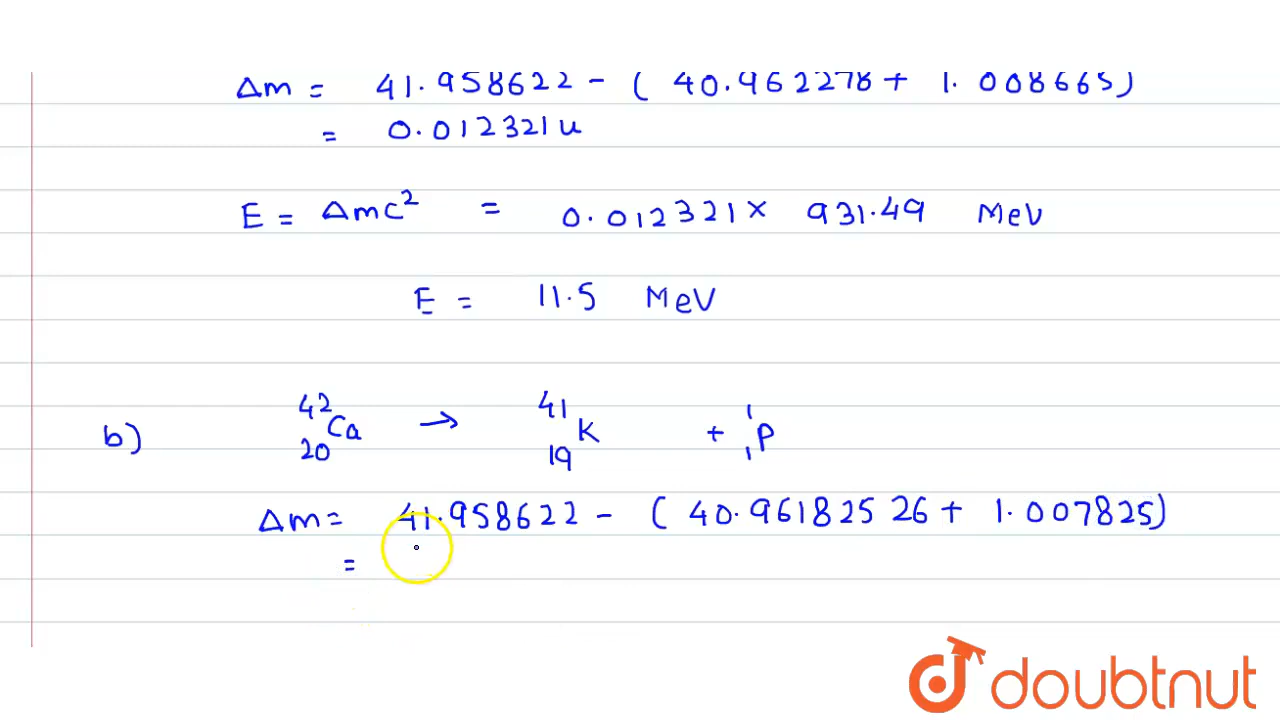 Δm = 41.958622 - ( 40.962278 + 1.008665)
= 0.012321u
E = Δmc² = 0.012321 × 931.49 MeV
E = 11.5 MeV
b) ⁴²₂₀Ca → ⁴¹₁₉K + ¹₁P
Δm = 41.958622 - ( 40.96182526 + 1.007825)
=
doubtnut